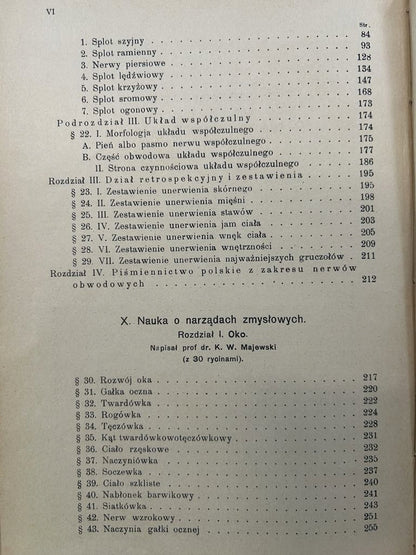 VI
Str.
1. Splot szyjny . . . . . . . . . . 84
2. Splot ramienny . . . . . . . . . . 93
3. Nerwy piersiowe . . . . . . . . . . 128
4. Splot lędźwiowy . . . . . . . . . . 134
5. Splot krzyżowy . . . . . . . . . . 147
6. Splot sromowy . . . . . . . . . . 168
7. Splot ogonowy . . . . . . . . . . 173
Podrozdział III. Układ współczulny . . . . . . . 174
§ 22. I. Morfologja układu współczulnego . . . . . . . 174
A. Pień albo pasmo nerwu współczulnego . . . . . . 175
B. Część obwodowa układu współczulnego . . . . . . 177
II. Strona czynnościowa układu współczulnego . . . . . 186
Rozdział III. Dział retrospekcyjny i zestawienia . . . . 195
§ 23. I. Zestawienie unerwienia skórnego . . . . . . . 195
§ 24. II. Zestawienie unerwienia mięśni . . . . . . . 198
§ 25. III. Zestawienie unerwienia stawów . . . . . . . 201
§ 26. IV. Zestawienie unerwienia jam ciała . . . . . . . 203
§ 27. V. Zestawienie unerwienia wnęk ciała . . . . . . . 205
§ 28. VI. Zestawienie unerwienia wnętrzności . . . . . . 209
§ 29. VII. Zestawienie unerwienia najważniejszych gruczołów . . 211
Rozdział IV. Piśmiennictwo polskie z zakresu nerwów
obwodowych . . . . . . . . . . 212
X. Nauka o narządach zmysłowych.
Rozdział I. Oko.
Napisał prof dr. K. W. Majewski
(z 30 rycinami).
§ 30. Rozwój oka . . . . . . . . . . 217
§ 31. Gałka oczna . . . . . . . . . . 220
§ 32. Twardówka . . . . . . . . . . 222
§ 33. Rogówka . . . . . . . . . . 224
§ 34. Tęczówka . . . . . . . . . . 228
§ 35. Kąt twardówkowotęczówkowy . . . . . . . . 231
§ 36. Ciało rzęskowe . . . . . . . . . . 232
§ 37. Naczyniówka . . . . . . . . . . 235
§ 38. Soczewka . . . . . . . . . . 237
§ 39. Ciało szkliste . . . . . . . . . . 240
§ 40. Nabłonek barwikowy . . . . . . . . . . 241
§ 41. Siatkówka . . . . . . . . . . 243
§ 42. Nerw wzrokowy . . . . . . . . . . 251
§ 43. Naczynia gałki ocznej . . . . . . . . . . 255